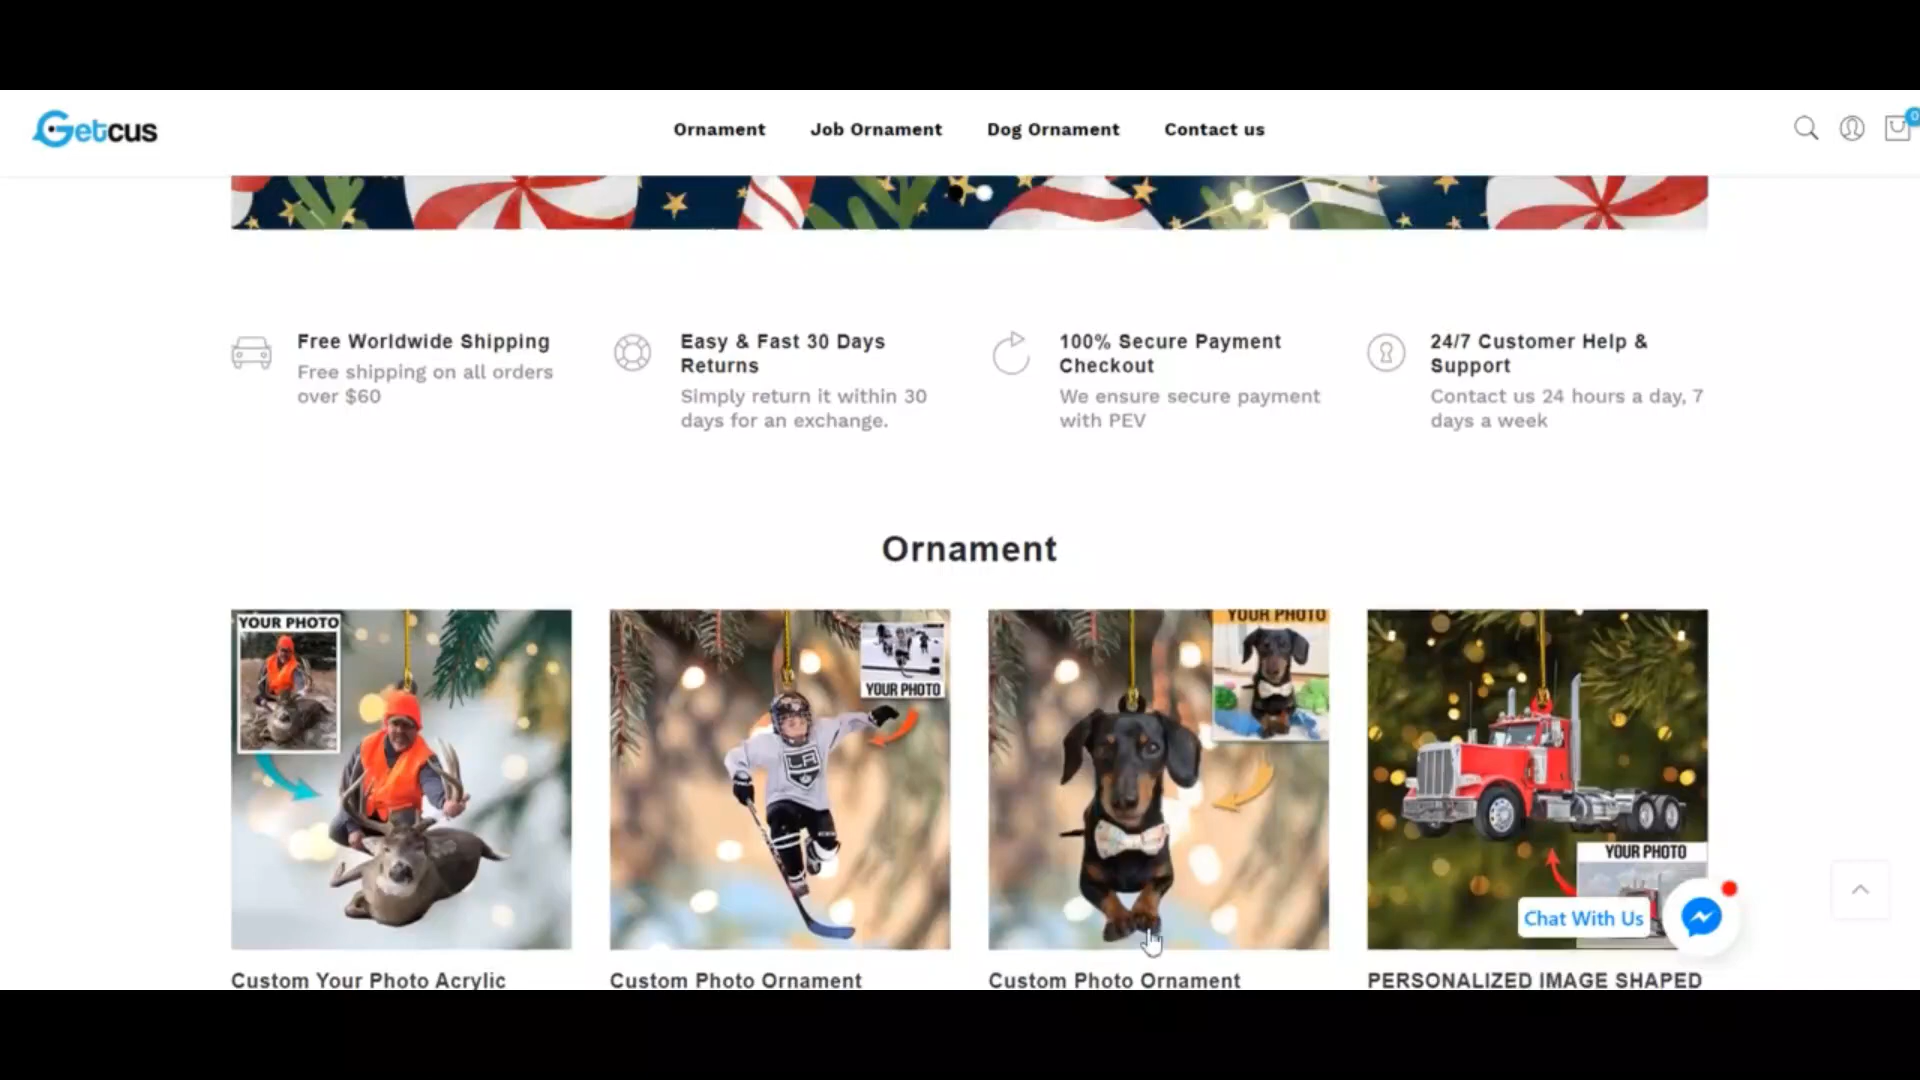 Getcus
Ornament
Job Ornament
Dog Ornament
Contact us
0
Free Worldwide Shipping
Free shipping on all orders
over $60
Easy & Fast 30 Days
Returns
Simply return it within 30
days for an exchange.
100% Secure Payment
Checkout
We ensure secure payment
with PEV
24/7 Customer Help &
Support
Contact us 24 hours a day, 7
days a week
Ornament
YOUR PHOTO
YOUR PHOTO
LA
YOUR PHOTO
YOUR PHOTO
Chat With Us
Custom Your Photo Acrylic
Custom Photo Ornament
Custom Photo Ornament
PERSONALIZED IMAGE SHAPED